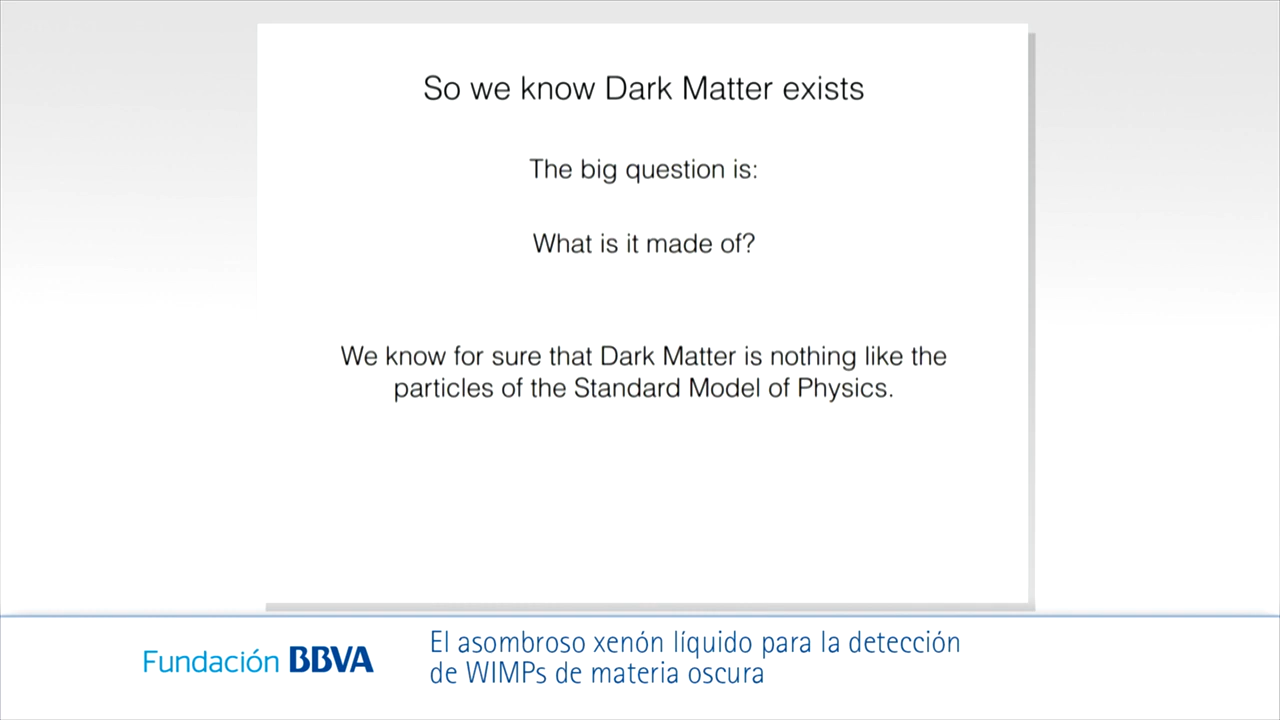 So we know Dark Matter exists
The big question is:
What is it made of?
We know for sure that Dark Matter is nothing like the
particles of the Standard Model of Physics.
Fundación BBVA
El asombroso xenón líquido para la detección
de WIMPs de materia oscura